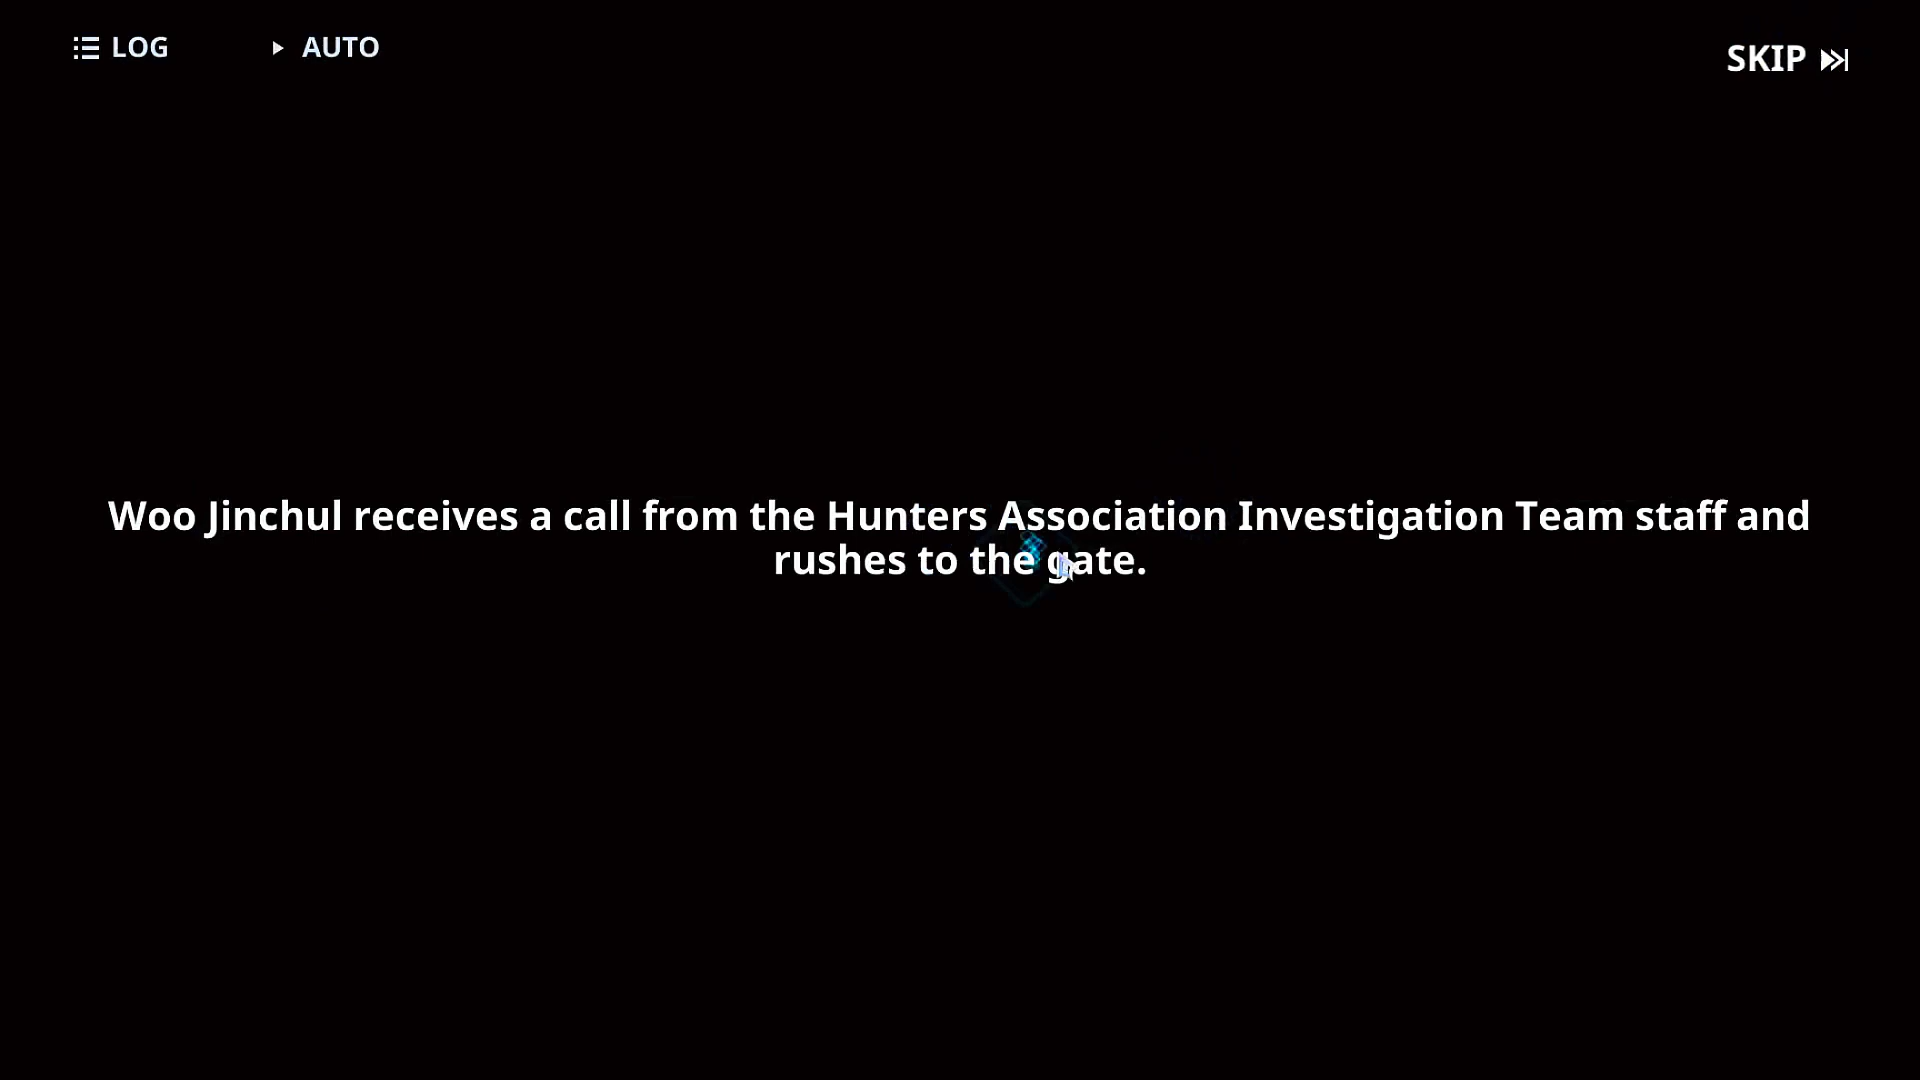 LOG
AUTO
SKIP
Woo Jinchul receives a call from the Hunters Association Investigation Team staff and
rushes to the gate.